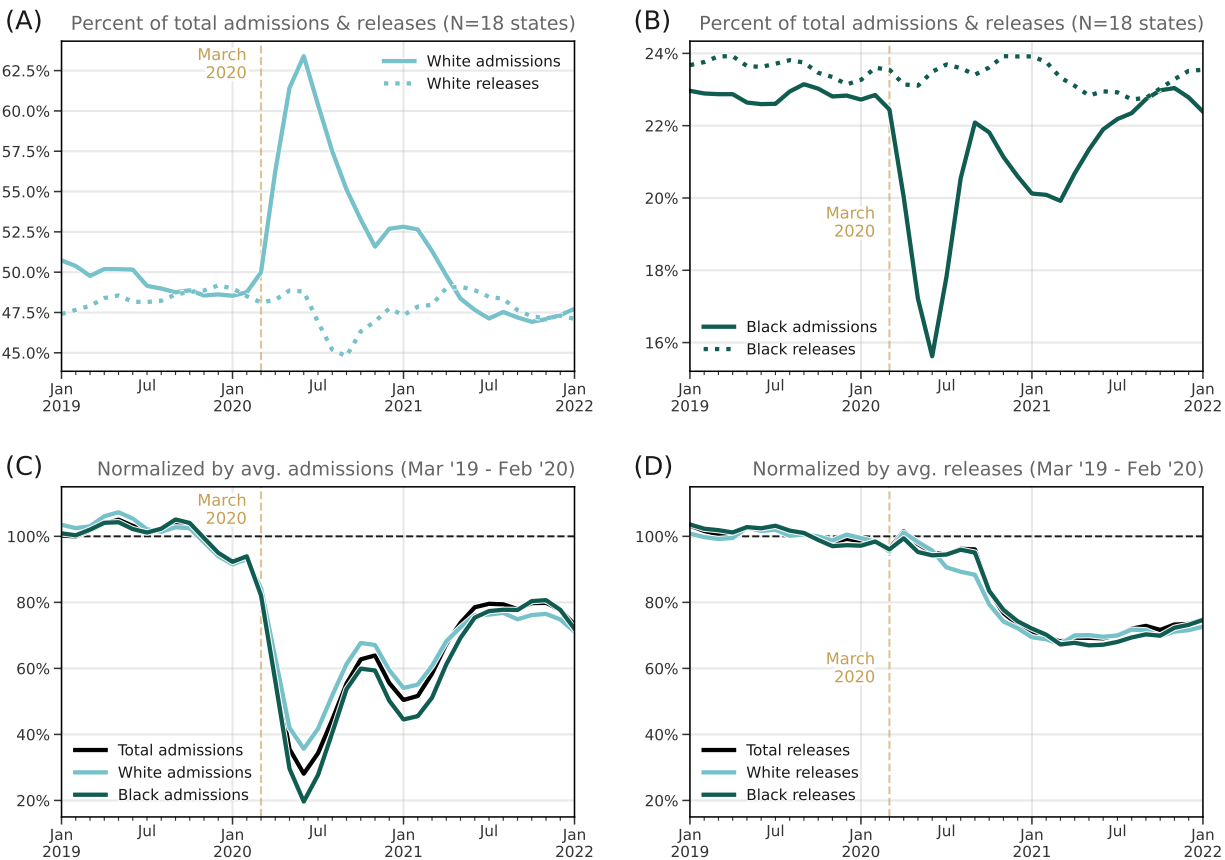 (A) Percent of total admissions & releases (N=18 states)
March
2020
White admissions
White releases
62.5%
60.0%
57.5%
55.0%
52.5%
50.0%
47.5%
45.0%
Jan Jul Jan Jul Jan Jul Jan
2019 2020 2021 2022
(B) Percent of total admissions & releases (N=18 states)
24%
22%
20%
18%
16%
March
2020
Black admissions
Black releases
Jan Jul Jan Jul Jan Jul Jan
2019 2020 2021 2022
(C) Normalized by avg. admissions (Mar '19 - Feb '20)
March
2020
100%
80%
60%
40%
20%
Total admissions
White admissions
Black admissions
Jan Jul Jan Jul Jan Jul Jan
2019 2020 2021 2022
(D) Normalized by avg. releases (Mar '19 - Feb '20)
100%
80%
60%
40%
20%
March
2020
Total releases
White releases
Black releases
Jan Jul Jan Jul Jan Jul Jan
2019 2020 2021 2022